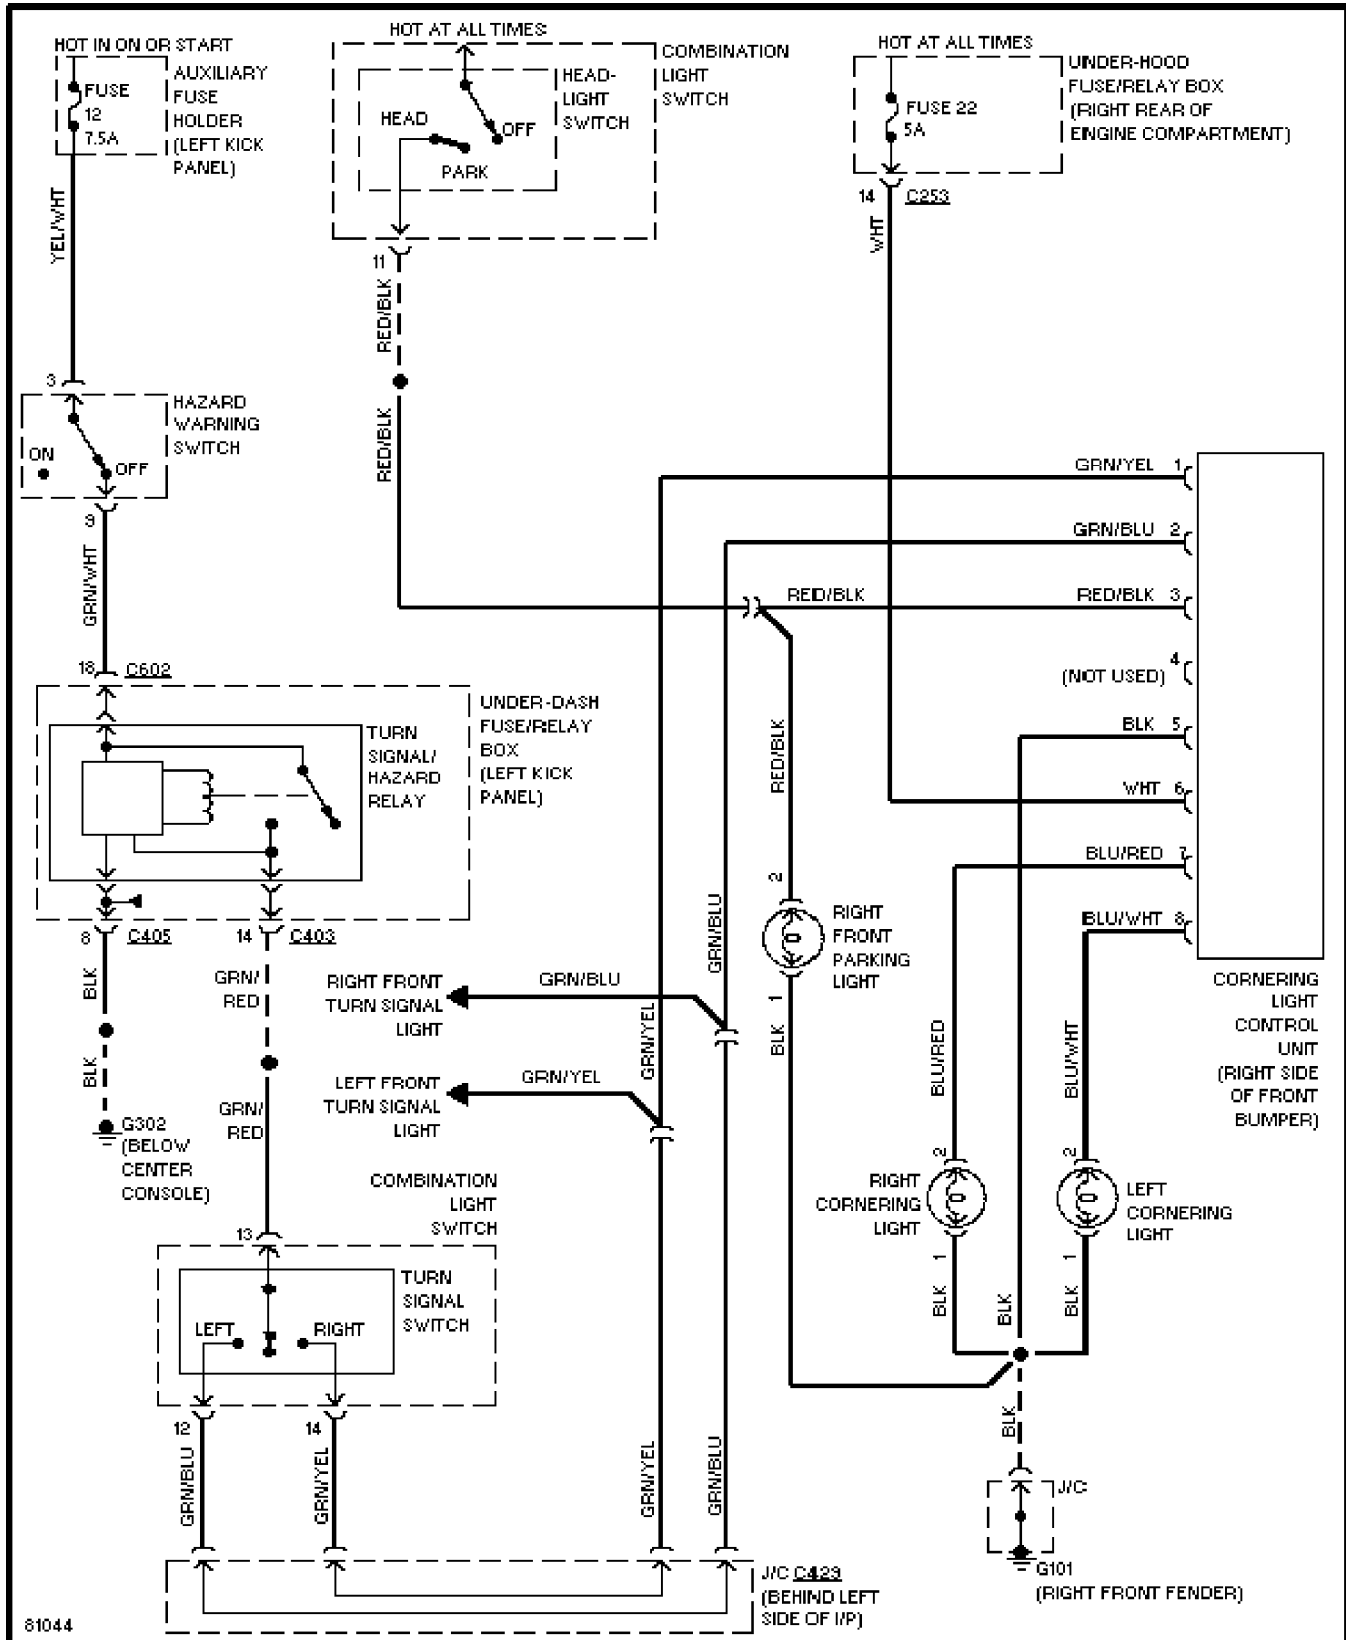 HOT IN ON OR START
FUSE
12
7.5A
AUXILIARY
FUSE
HOLDER
(LEFT KICK
PANEL)
YEL/WHT
3
HOT AT ALL TIMES
HEAD
OFF
PARK
HEAD-
LIGHT
SWITCH
COMBINATION
LIGHT
SWITCH
11
RED/BLK
RED/BLK
HOT AT ALL TIMES
FUSE 22
5A
UNDER-HOOD
FUSE/RELAY BOX
(RIGHT REAR OF
ENGINE COMPARTMENT)
14
C253
WHT
HAZARD
WARNING
SWITCH
ON
OFF
9
GRN/WHT
18
C602
UNDER-DASH
FUSE/RELAY
BOX
(LEFT KICK
PANEL)
TURN
SIGNAL/
HAZARD
RELAY
8
C405
14
C403
BLK
BLK
G302
(BELOW
CENTER
CONSOLE)
GRN/
RED
GRN/
RED
GRN/YEL 1
GRN/BLU 2
RED/BLK
RED/BLK 3
4
(NOT USED)
BLK 5
WHT 6
BLU/RED 7
BLU/WHT 8
CORNERING
LIGHT
CONTROL
UNIT
(RIGHT SIDE
OF FRONT
BUMPER)
RED/BLK
2
RIGHT
FRONT
PARKING
LIGHT
1
BLK
GRN/BLU
GRN/YEL
RIGHT FRONT
TURN SIGNAL
LIGHT
GRN/BLU
LEFT FRONT
TURN SIGNAL
LIGHT
GRN/YEL
BLU/RED
BLU/WHT
2
RIGHT
CORNERING
LIGHT
1
BLK
2
LEFT
CORNERING
LIGHT
1
BLK
BLK
BLK
COMBINATION
LIGHT
SWITCH
13
TURN
SIGNAL
SWITCH
LEFT
RIGHT
12
14
GRN/BLU
GRN/YEL
GRN/YEL
GRN/BLU
J/C C429
(BEHIND LEFT
SIDE OF I/P)
J/C
G101
(RIGHT FRONT FENDER)
81044